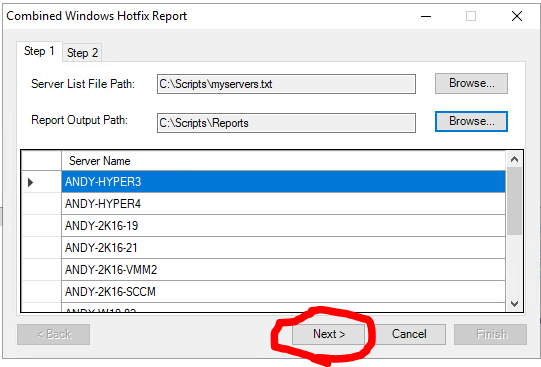 Combined Windows Hotfix Report
Step 1 Step 2
Server List File Path: C:\Scripts\myservers.txt Browse...
Report Output Path: C:\Scripts\Reports Browse...
Server Name
ANDY-HYPER3
ANDY-HYPER4
ANDY-2K16-19
ANDY-2K16-21
ANDY-2K16-VMM2
ANDY-2K16-SCCM
< Back Next > Cancel Finish